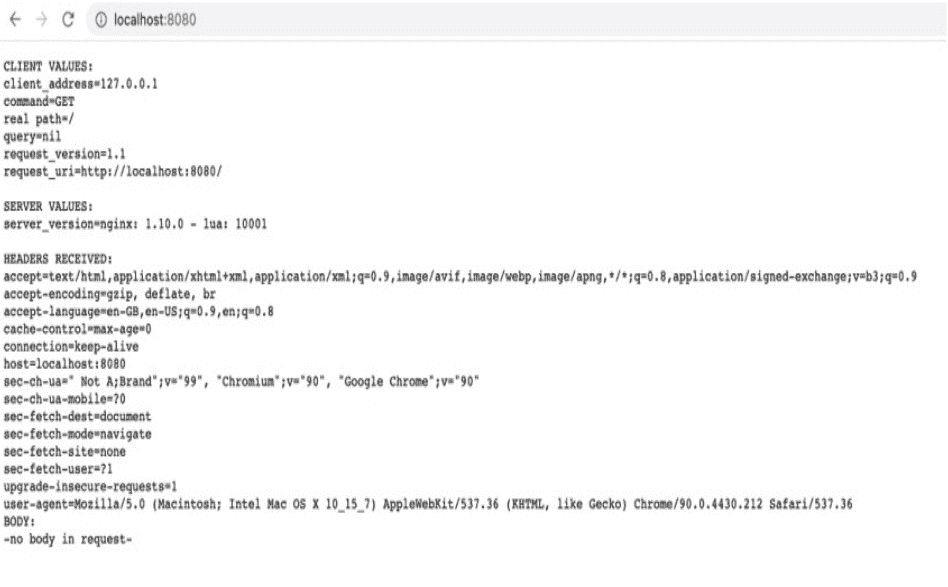 localhost:8080
CLIENT VALUES:
client_address=127.0.0.1
command=GET
real path=/
query=nil
request_version=1.1
request_uri=http://localhost:8080/
SERVER VALUES:
server_version=nginx: 1.10.0 - lua: 10001
HEADERS RECEIVED:
accept=text/html,application/xhtml+xml,application/xml;q=0.9,image/avif,image/webp,image/apng,*/*;q=0.8,application/signed-exchange;v=b3;q=0.9
accept-encoding=gzip, deflate, br
accept-language=en-GB,en-US;q=0.9,en;q=0.8
cache-control=max-age=0
connection=keep-alive
host=localhost:8080
sec-ch-ua=" Not A;Brand";v="99", "Chromium";v="90", "Google Chrome";v="90"
sec-ch-ua-mobile=?0
sec-fetch-dest=document
sec-fetch-mode=navigate
sec-fetch-site=none
sec-fetch-user=?1
upgrade-insecure-requests=1
user-agent=Mozilla/5.0 (Macintosh; Intel Mac OS X 10_15_7) AppleWebKit/537.36 (KHTML, like Gecko) Chrome/90.0.4430.212 Safari/537.36
BODY:
-no body in request-